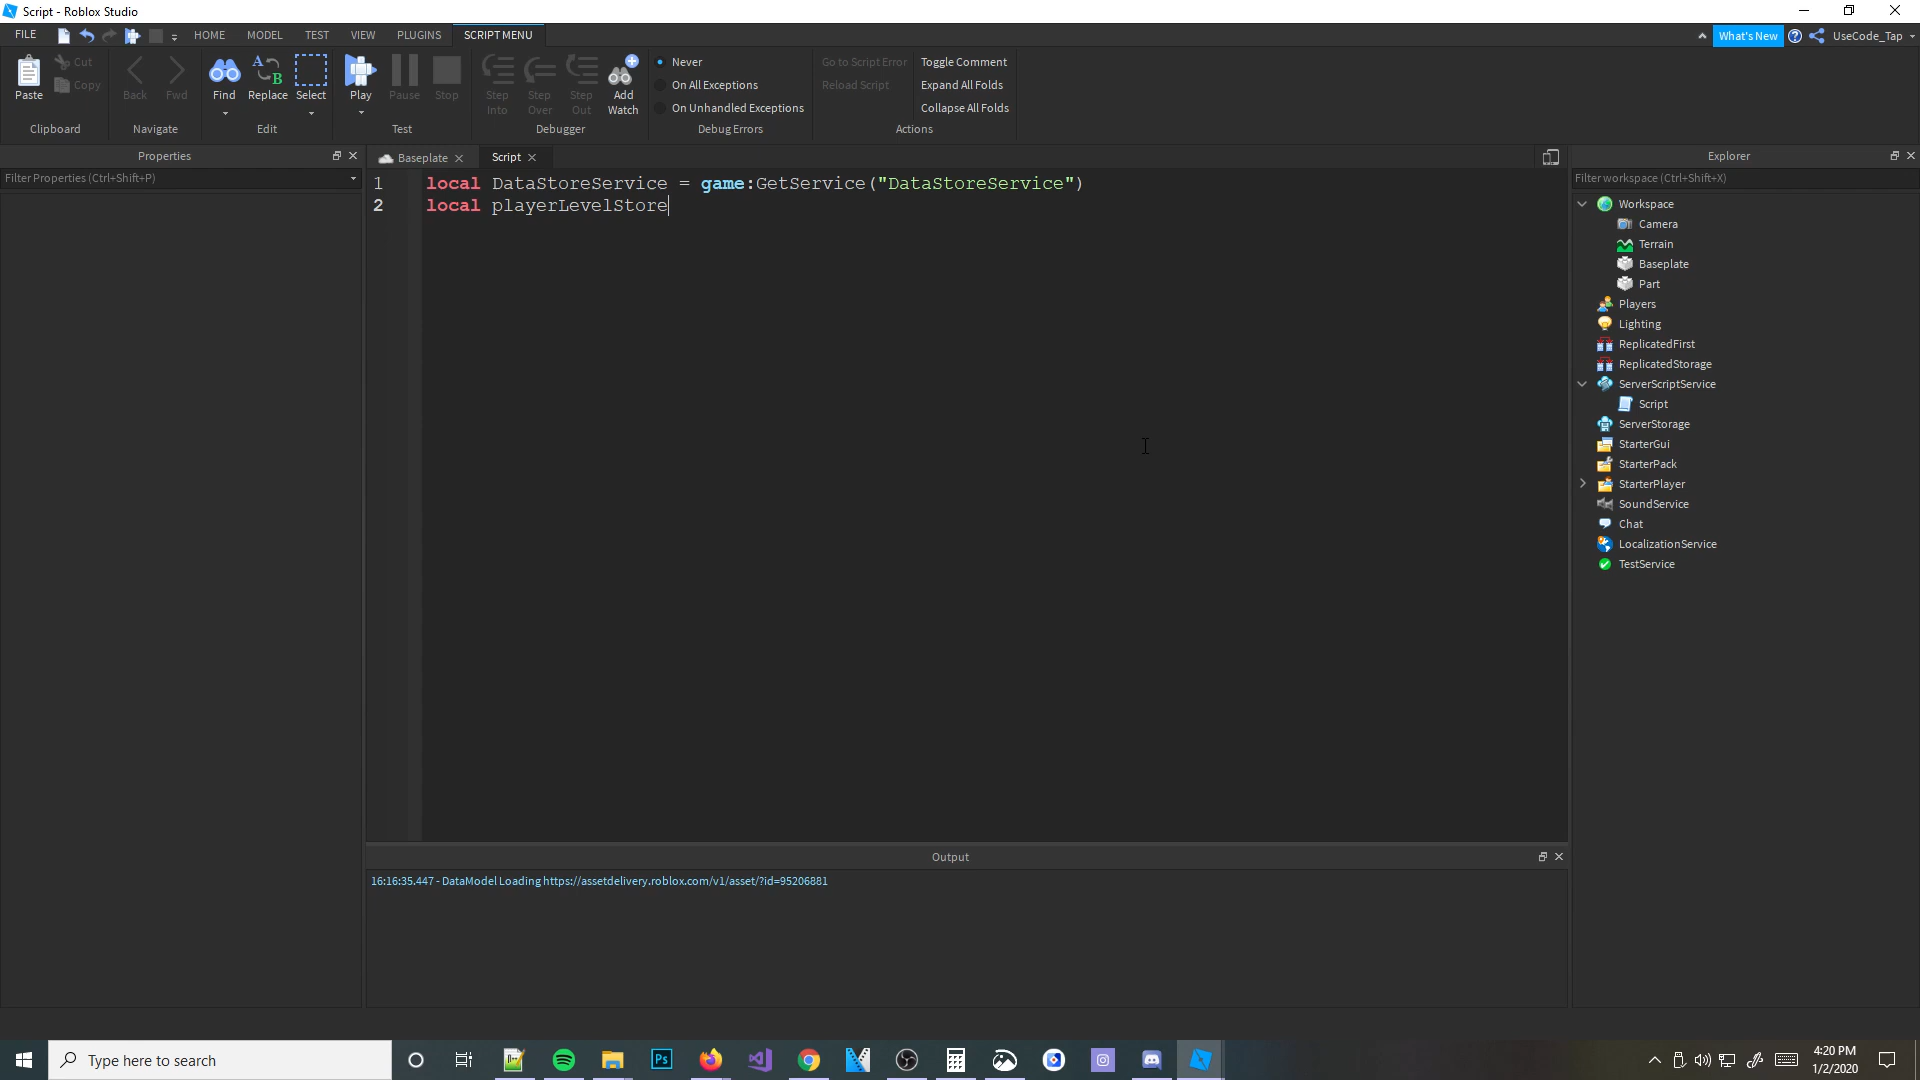 Script - Roblox Studio
FILE
HOME
MODEL
TEST
VIEW
PLUGINS
SCRIPT MENU
What's New
UseCode_Tap
Paste
Cut
Copy
Clipboard
Back
Fwd
Navigate
Find
Replace
Select
Edit
Play
Pause
Stop
Test
Step Into
Step Over
Step Out
Add Watch
Debugger
Never
On All Exceptions
On Unhandled Exceptions
Debug Errors
Go to Script Error
Reload Script
Toggle Comment
Expand All Folds
Collapse All Folds
Actions
Properties
Filter Properties (Ctrl+Shift+P)
Baseplate
Script
1 local DataStoreService = game:GetService("DataStoreService")
2 local playerLevelStore
Output
16:16:35.447 - DataModel Loading https://assetdelivery.roblox.com/v1/asset/?id=95206881
Explorer
Filter workspace (Ctrl+Shift+X)
Workspace
Camera
Terrain
Baseplate
Part
Players
Lighting
ReplicatedFirst
ReplicatedStorage
ServerScriptService
Script
ServerStorage
StarterGui
StarterPack
StarterPlayer
SoundService
Chat
LocalizationService
TestService
Type here to search
Ps
4:20 PM
1/2/2020